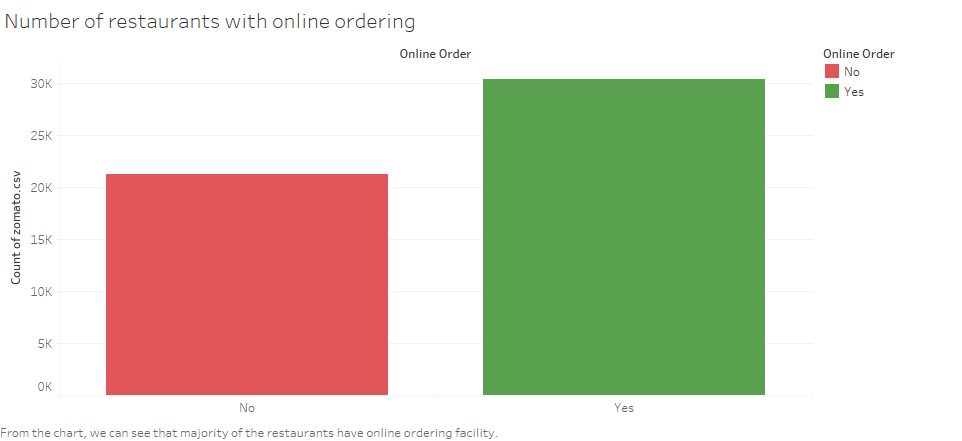 Number of restaurants with online ordering
Online Order
Online Order
No
Yes
30K
25K
20K
15K
10K
5K
0K
Count of zomato.csv
No
Yes
From the chart, we can see that majority of the restaurants have online ordering facility.